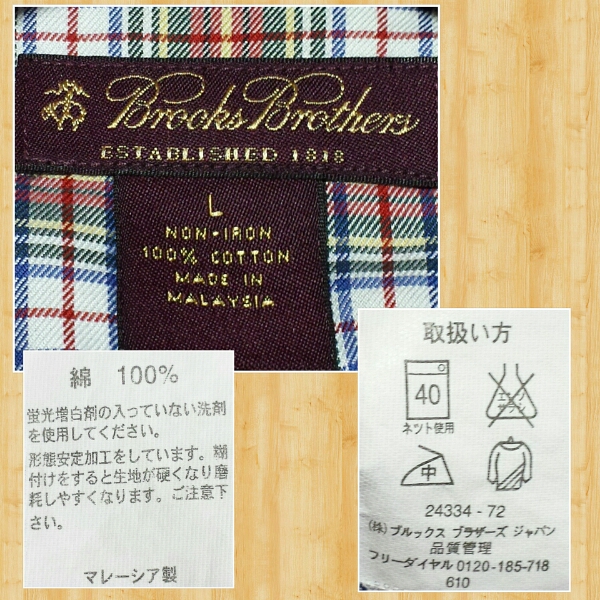 Brooks Brothers
ESTABLISHED 1818
L
NON-IRON
100% COTTON
MADE IN
MALAYSIA
綿 100%
蛍光増白剤の入っていない洗剤
を使用してください。
形態安定加工をしています。糊
付けをすると生地が硬くなり磨
耗しやすくなります。ご注意下
さい。
マレーシア製
取扱い方
40
ネット使用
エンソ
サラシ
中
24334-72
(株)ブルックス ブラザーズ ジャパン
品質管理
フリーダイヤル 0120-185-718
610